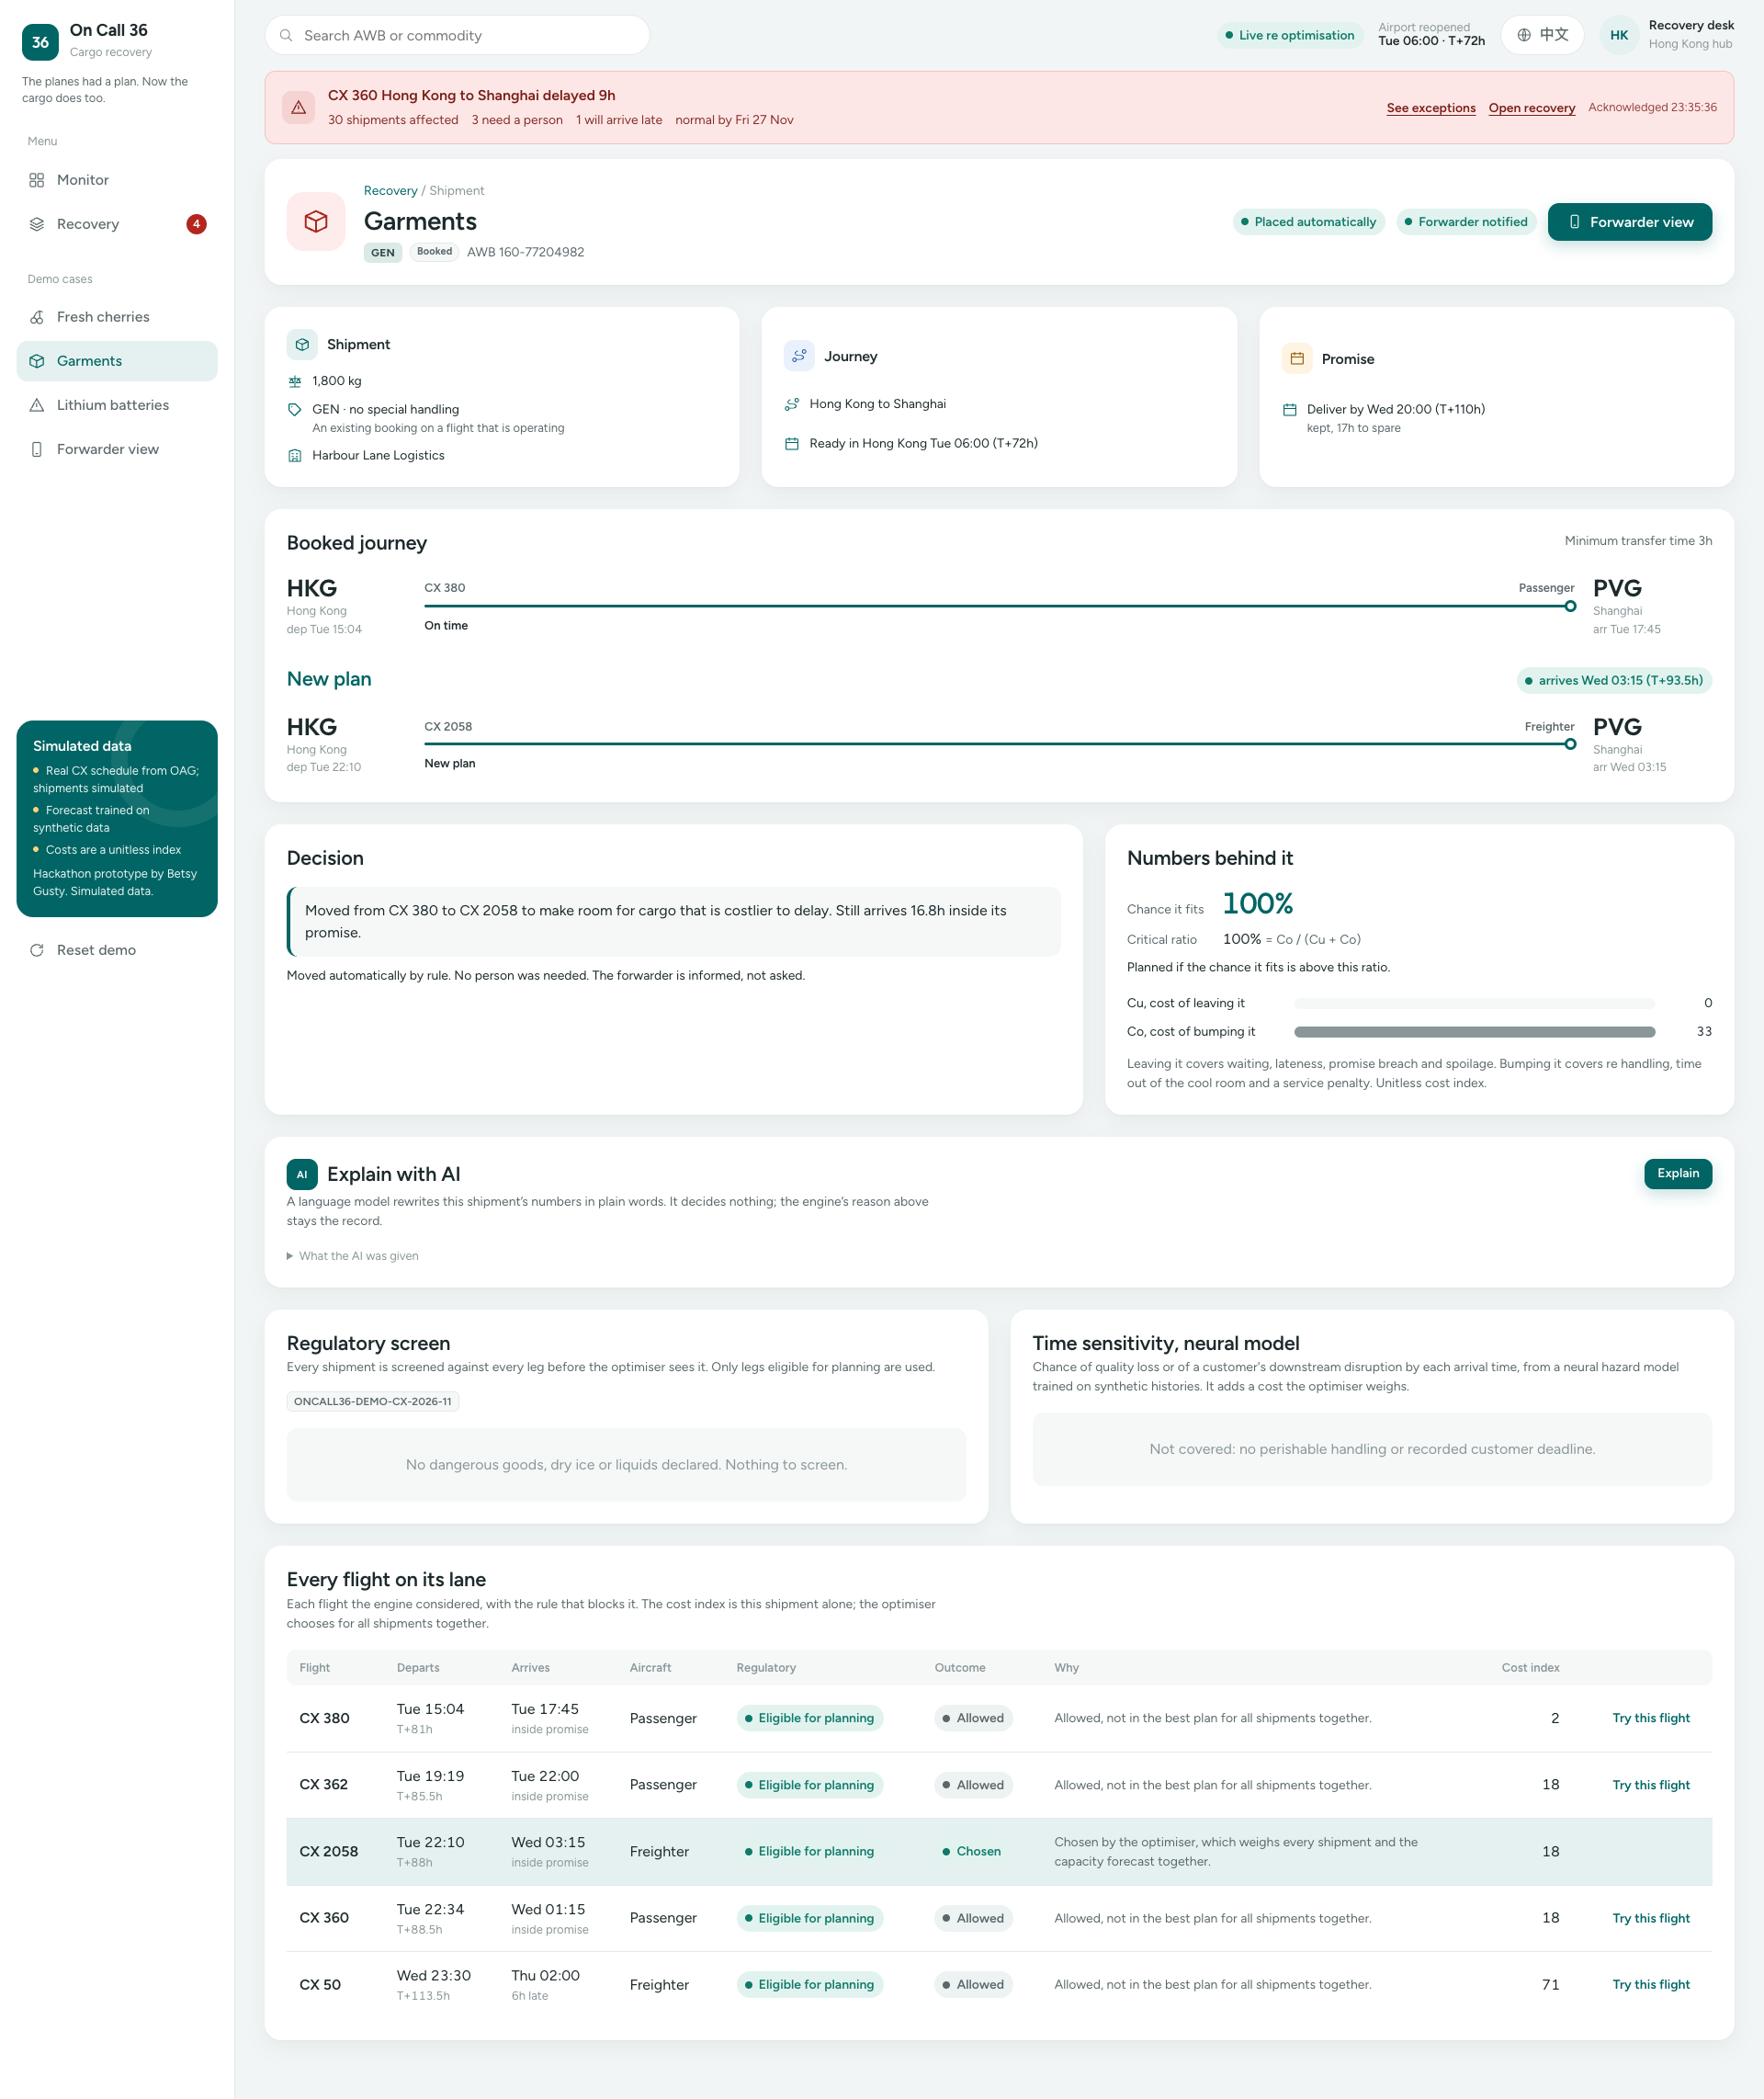 36
On Call 36
Cargo recovery
The planes had a plan. Now the
cargo does too.
Menu
Monitor
Recovery
4
Demo cases
Fresh cherries
Garments
Lithium batteries
Forwarder view
Simulated data
Real CX schedule from OAG;
shipments simulated
Forecast trained on
synthetic data
Costs are a unitless index
Hackathon prototype by Betsy
Gusty. Simulated data.
Reset demo
Search AWB or commodity
Live re optimisation
Airport reopened
Tue 06:00 · T+72h
中文
HK
Recovery desk
Hong Kong hub
CX 360 Hong Kong to Shanghai delayed 9h
30 shipments affected 3 need a person 1 will arrive late normal by Fri 27 Nov
See exceptions Open recovery Acknowledged 23:35:36
Recovery / Shipment
Garments
GEN Booked AWB 160-77204982
Placed automatically
Forwarder notified
Forwarder view
Shipment
1,800 kg
GEN · no special handling
An existing booking on a flight that is operating
Harbour Lane Logistics
Journey
Hong Kong to Shanghai
Ready in Hong Kong Tue 06:00 (T+72h)
Promise
Deliver by Wed 20:00 (T+110h)
kept, 17h to spare
Booked journey
Minimum transfer time 3h
HKG
Hong Kong
dep Tue 15:04
CX 380
Passenger
On time
PVG
Shanghai
arr Tue 17:45
New plan
arrives Wed 03:15 (T+93.5h)
HKG
Hong Kong
dep Tue 22:10
CX 2058
Freighter
New plan
PVG
Shanghai
arr Wed 03:15
Decision
Moved from CX 380 to CX 2058 to make room for cargo that is costlier to delay. Still arrives 16.8h inside its
promise.
Moved automatically by rule. No person was needed. The forwarder is informed, not asked.
Numbers behind it
Chance it fits 100%
Critical ratio 100% = Co / (Cu + Co)
Planned if the chance it fits is above this ratio.
Cu, cost of leaving it 0
Co, cost of bumping it 33
Leaving it covers waiting, lateness, promise breach and spoilage. Bumping it covers re handling, time
out of the cool room and a service penalty. Unitless cost index.
AI
Explain with AI
Explain
A language model rewrites this shipment's numbers in plain words. It decides nothing; the engine's reason above
stays the record.
What the AI was given
Regulatory screen
Every shipment is screened against every leg before the optimiser sees it. Only legs eligible for planning are used.
ONCALL36-DEMO-CX-2026-11
No dangerous goods, dry ice or liquids declared. Nothing to screen.
Time sensitivity, neural model
Chance of quality loss or of a customer's downstream disruption by each arrival time, from a neural hazard model
trained on synthetic histories. It adds a cost the optimiser weighs.
Not covered: no perishable handling or recorded customer deadline.
Every flight on its lane
Each flight the engine considered, with the rule that blocks it. The cost index is this shipment alone; the optimiser
chooses for all shipments together.
Flight Departs Arrives Aircraft Regulatory Outcome Why Cost index
CX 380 Tue 15:04 Tue 17:45 Passenger Eligible for planning Allowed Allowed, not in the best plan for all shipments together. 2 Try this flight
T+81h inside promise
CX 362 Tue 19:19 Tue 22:00 Passenger Eligible for planning Allowed Allowed, not in the best plan for all shipments together. 18 Try this flight
T+85.5h inside promise
CX 2058 Tue 22:10 Wed 03:15 Freighter Eligible for planning Chosen Chosen by the optimiser, which weighs every shipment and the 18
T+88h inside promise capacity forecast together.
CX 360 Tue 22:34 Wed 01:15 Passenger Eligible for planning Allowed Allowed, not in the best plan for all shipments together. 18 Try this flight
T+88.5h inside promise
CX 50 Wed 23:30 Thu 02:00 Freighter Eligible for planning Allowed Allowed, not in the best plan for all shipments together. 71 Try this flight
T+113.5h 6h late